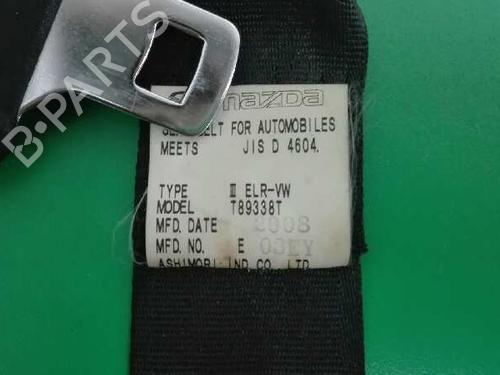 B-PARTS
mazda
SEAT BELT FOR AUTOMOBILES
MEETS JIS D 4604.
TYPE Ⅲ ELR-VW
MODEL T89338T
MFD. DATE 2008
MFD. NO. E 03EY
ASHIMORI IND. CO., LTD.